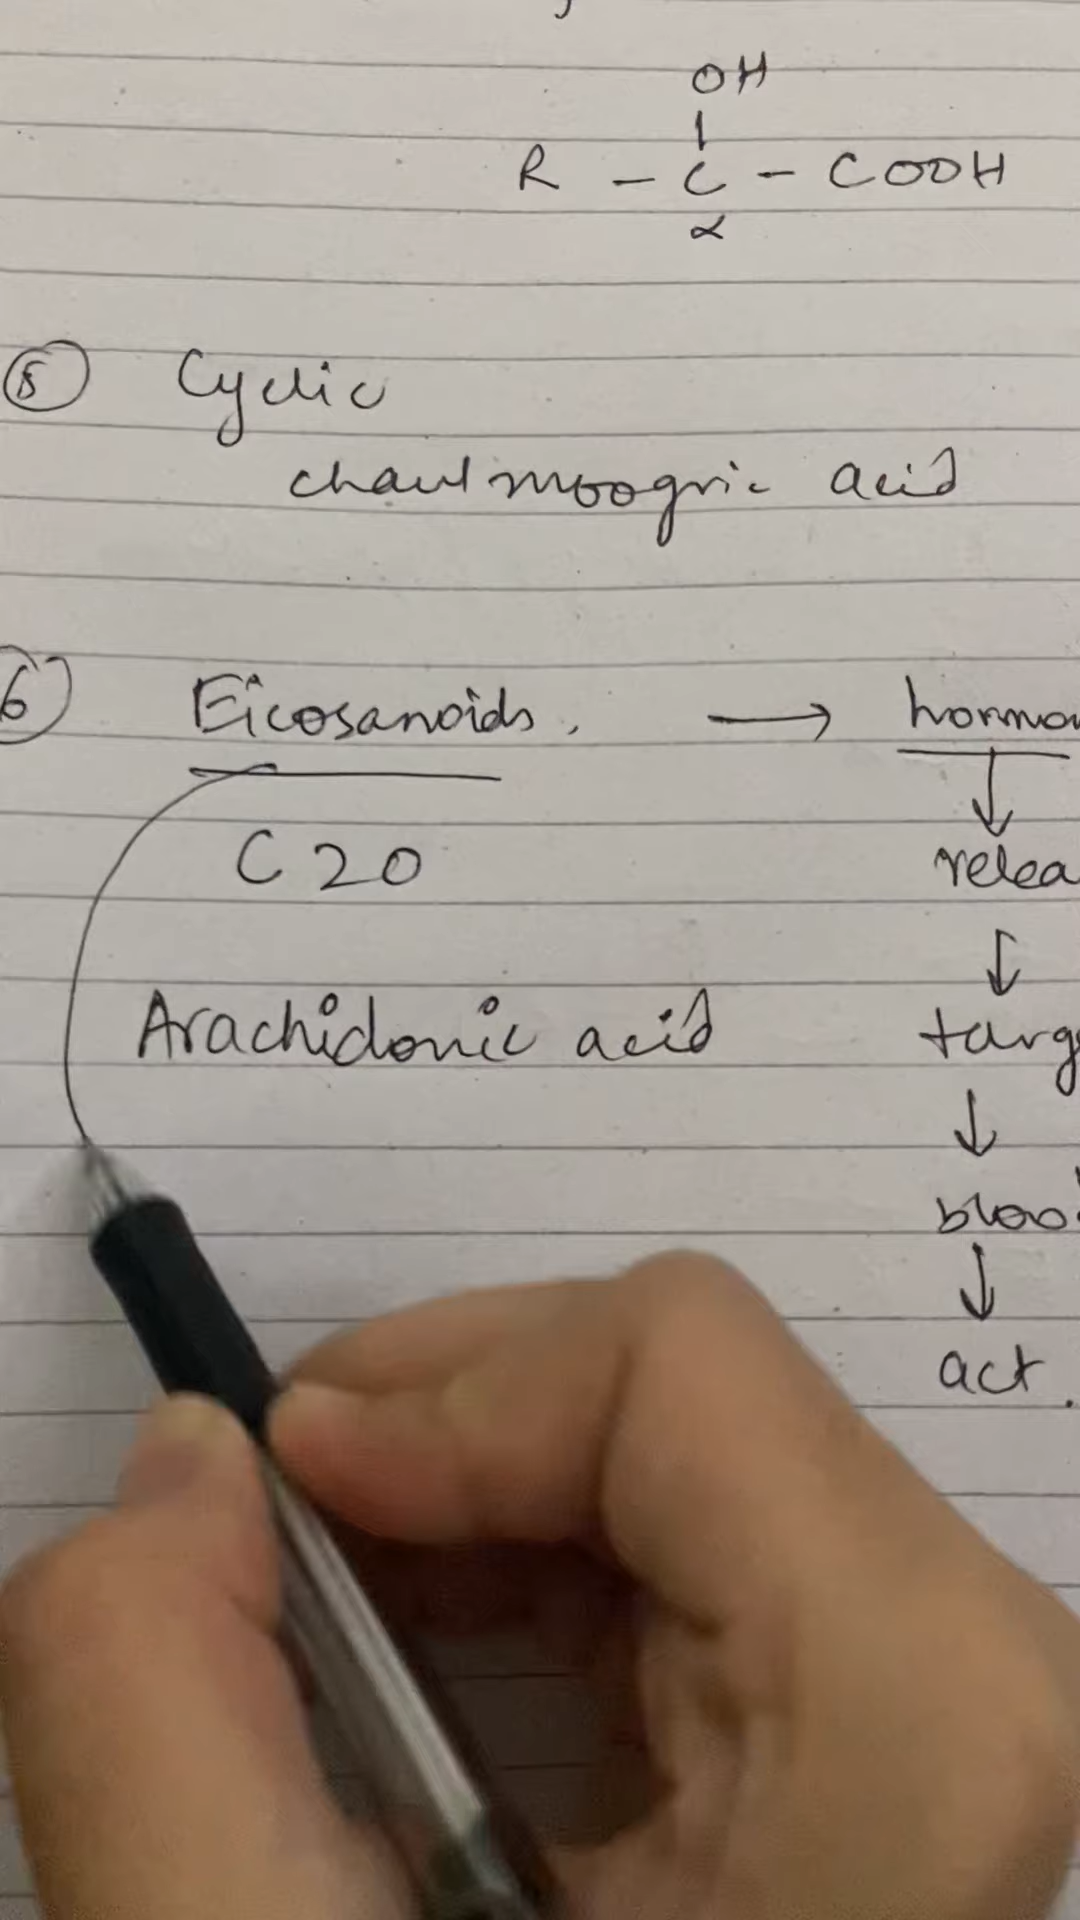 OH
|
R - C - COOH
α
⑤ Cyclic
chaulmoogric acid
⑥ Eicosanoids. → hormo
↓
C20
relea
↓
Arachidonic acid
targ
↓
bloo
↓
act.